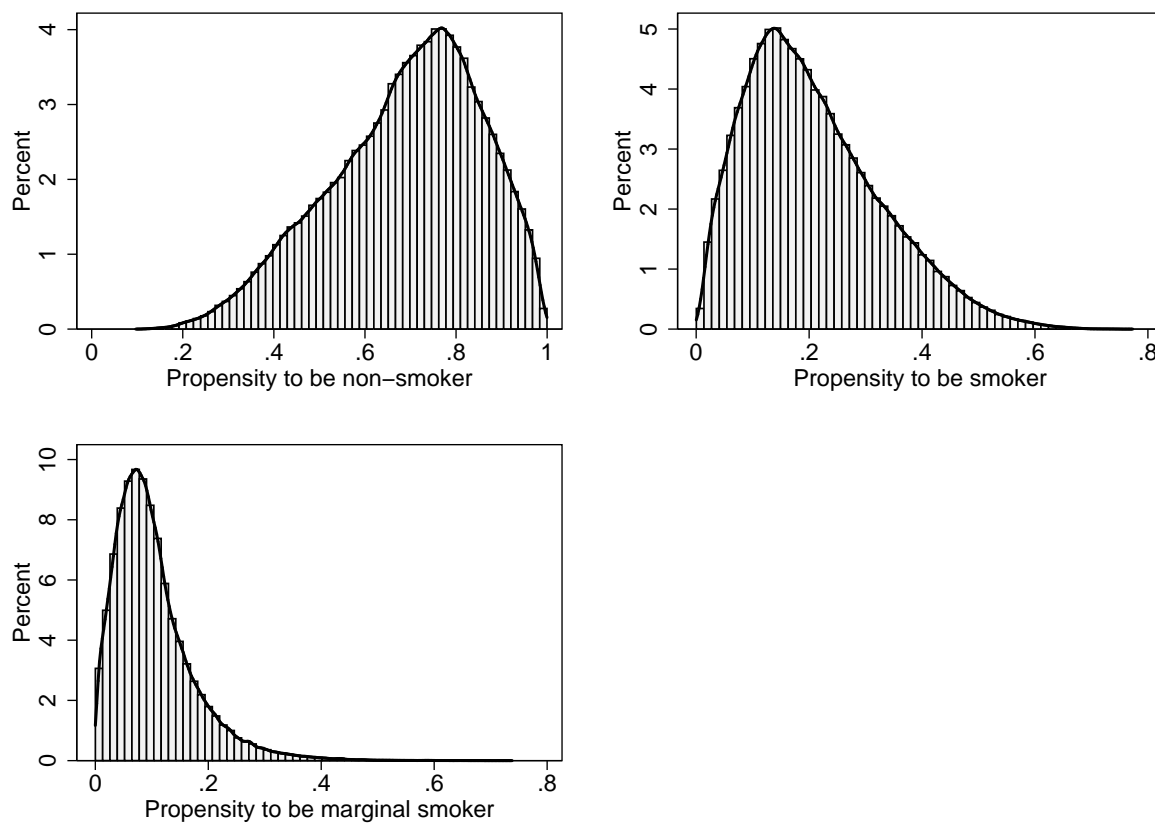 Percent
4
3
2
1
0
0 .2 .4 .6 .8 1
Propensity to be non−smoker
Percent
5
4
3
2
1
0
0 .2 .4 .6 .8
Propensity to be smoker
Percent
10
8
6
4
2
0
0 .2 .4 .6 .8
Propensity to be marginal smoker